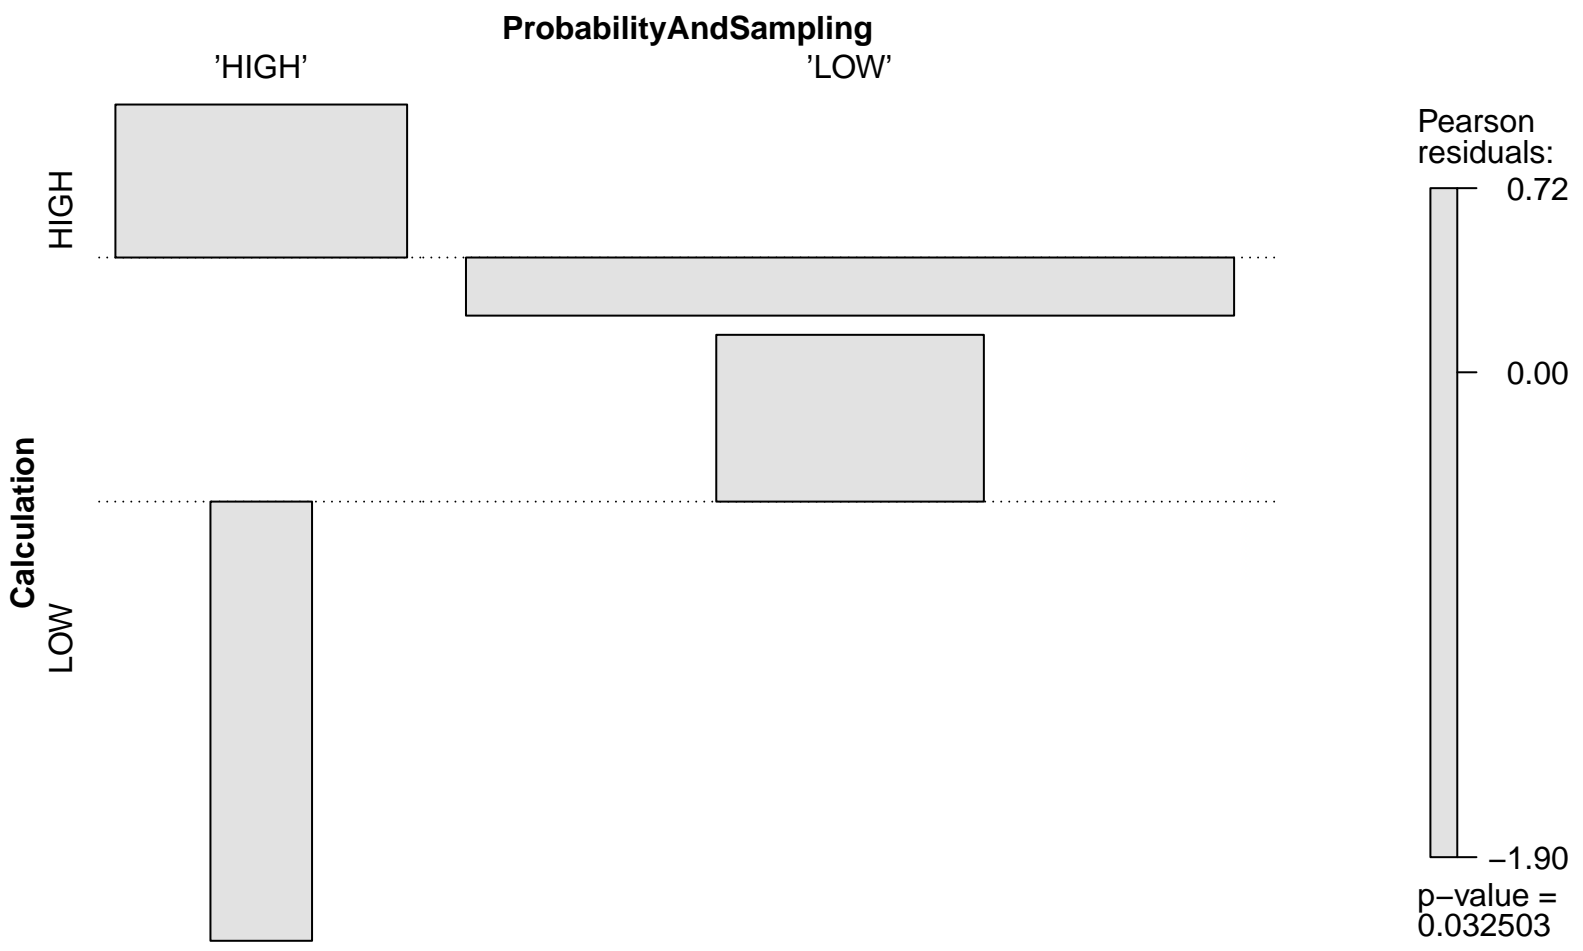 ProbabilityAndSampling
’HIGH’ ’LOW’
Calculation
HIGH
LOW
Pearson
residuals:
0.72
0.00
−1.90
p−value =
0.032503